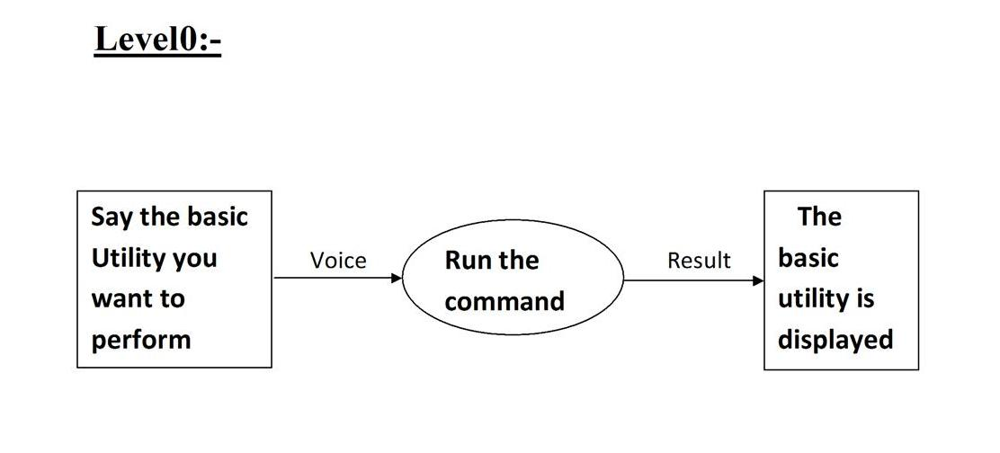 Level0:-
Say the basic
Utility you
want to
perform
Voice
Run the
command
Result
The
basic
utility is
displayed